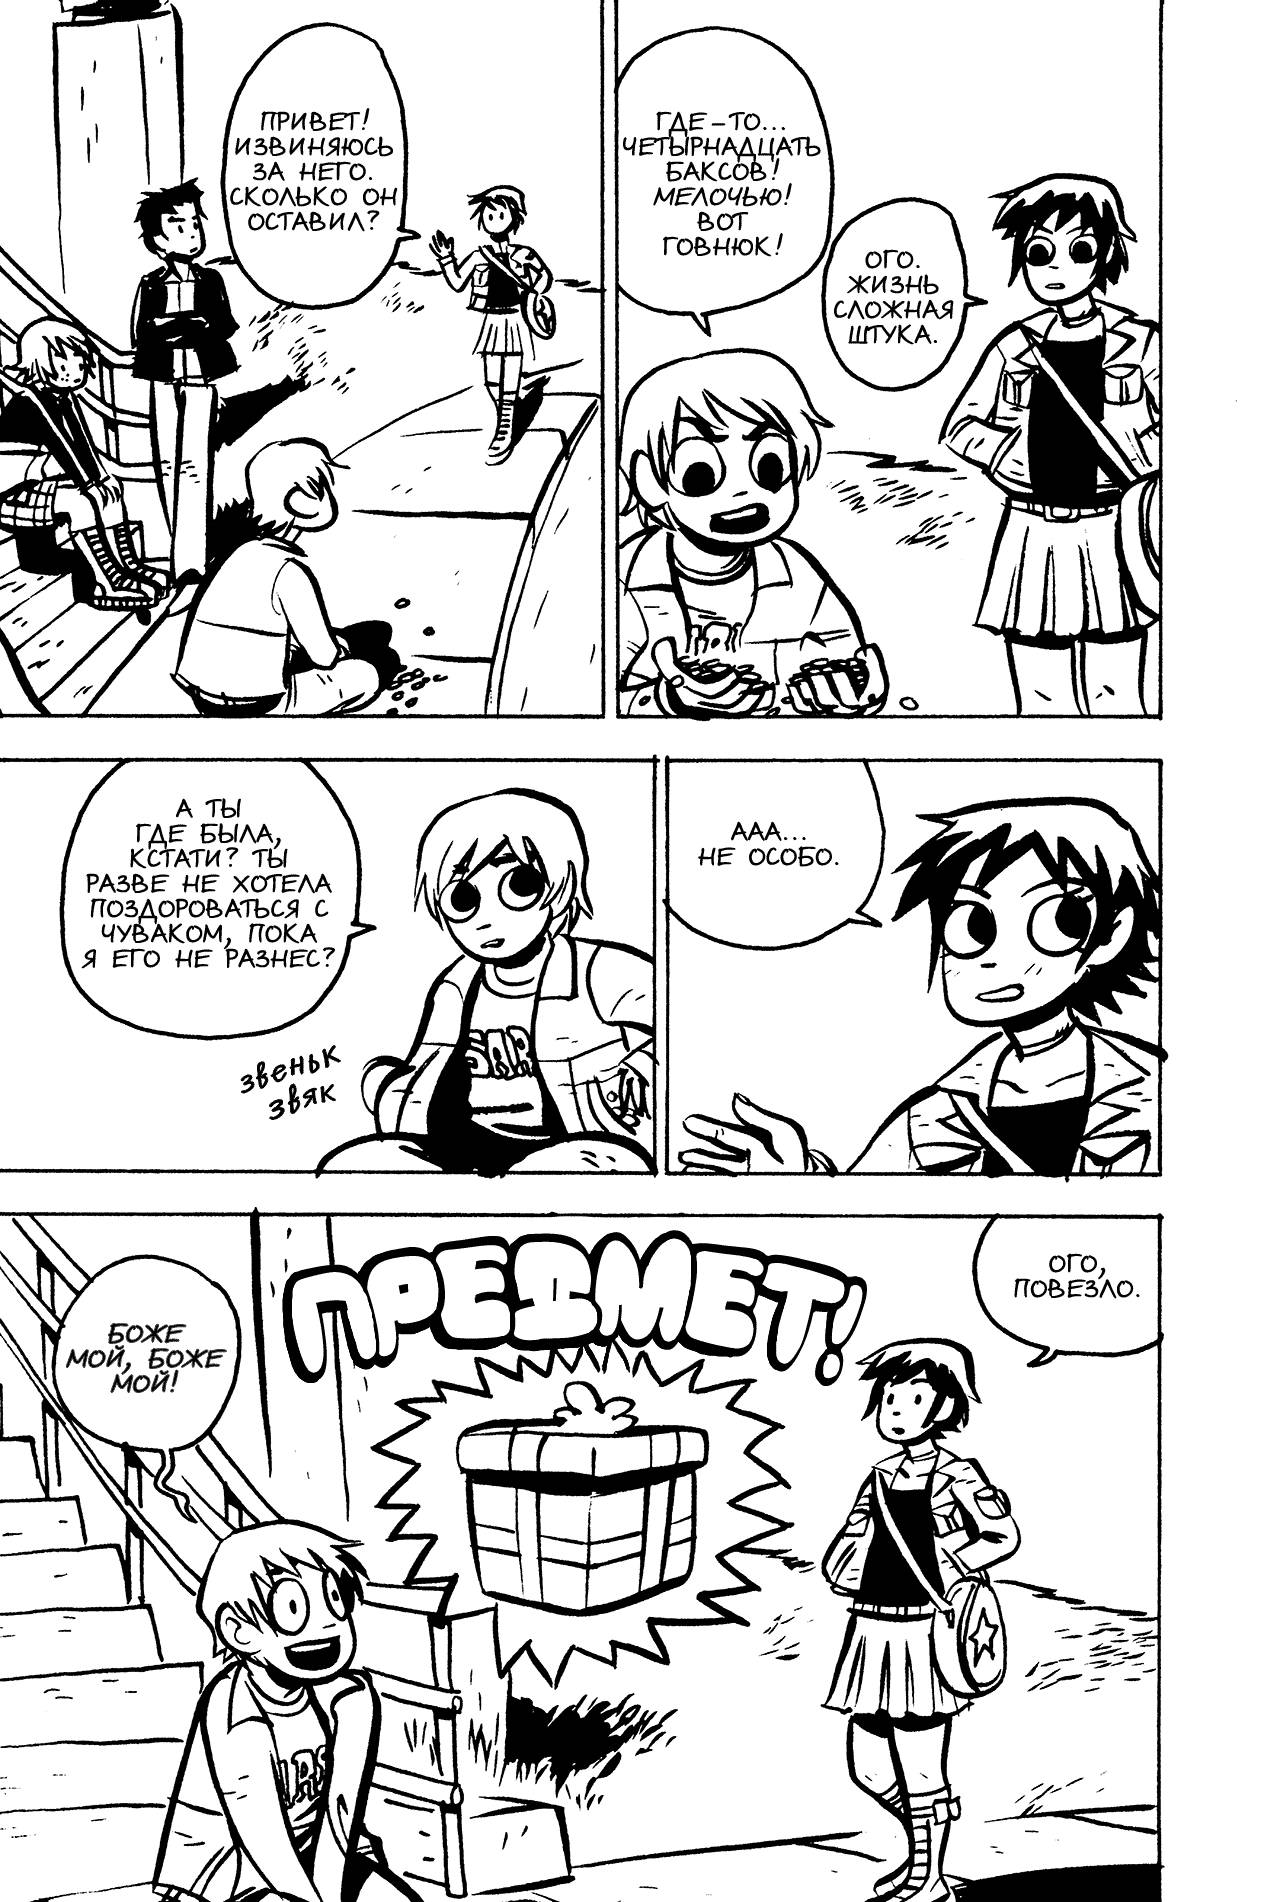 ПРИВЕТ!
ИЗВИНЯЮСЬ
ЗА НЕГО.
СКОЛЬКО ОН
ОСТАВИЛ?
ГДЕ-ТО...
ЧЕТЫРНАДЦАТЬ
БАКСОВ!
МЕЛОЧЬЮ!
ВОТ
ГОВНЮК!
ОГО.
ЖИЗНЬ
СЛОЖНАЯ
ШТУКА.
А ТЫ
ГДЕ БЫЛА,
КСТАТИ? ТЫ
РАЗВЕ НЕ ХОТЕЛА
ПОЗДОРОВАТЬСЯ С
ЧУВАКОМ, ПОКА
Я ЕГО НЕ РАЗНЕС?
звеньк
звяк
ААА...
НЕ ОСОБО.
БОЖЕ
МОЙ, БОЖЕ
МОЙ!
ПРЕДМЕТ!
ОГО,
ПОВЕЗЛО.